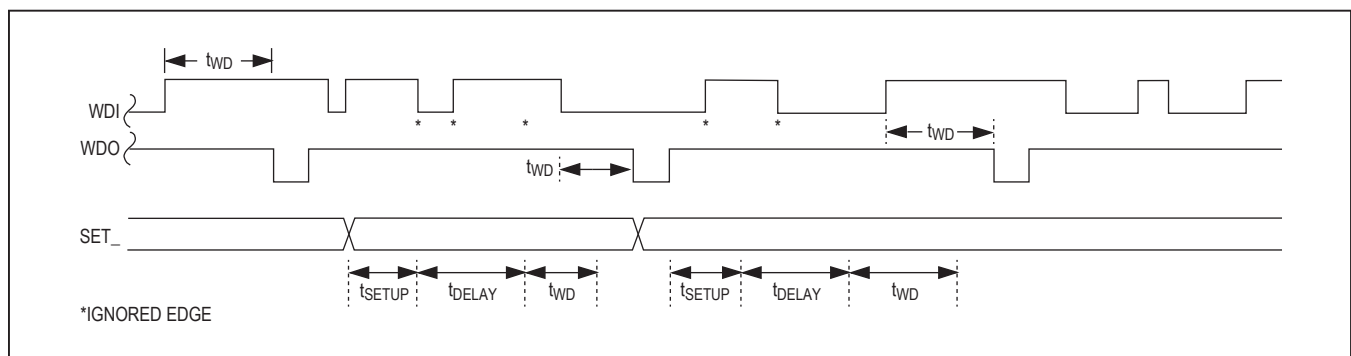 tWD
WDI
* * * * *
tWD
WDO
tWD
SET_
tSETUP tDELAY tWD tSETUP tDELAY tWD
*IGNORED EDGE